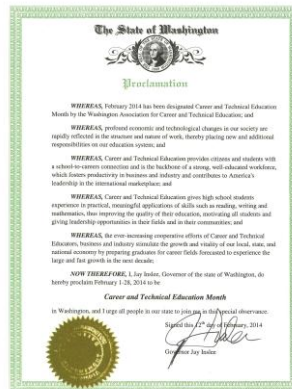 The State of Washington
Proclamation
WHEREAS, February 2014 has been designated Career and Technical Education
Month by the Washington Association for Career and Technical Education; and
WHEREAS, profound economic and technological changes in our society are
rapidly reflected in the structure and nature of work, thereby placing new and additional
responsibilities on our education system; and
WHEREAS, Career and Technical Education provides citizens and students with
a school-to-careers connection and is the backbone of a strong, well-educated workforce,
which fosters productivity in business and industry and contributes to America's
leadership in the international marketplace; and
WHEREAS, Career and Technical Education gives high school students
experience in practical, meaningful applications of skills such as reading, writing and
mathematics, thus improving the quality of their education, motivating all students and
giving leadership opportunities in their fields and in their communities; and
WHEREAS, the ever-increasing cooperative efforts of Career and Technical
Educators, business and industry stimulate the growth and vitality of our local, state, and
national economy by preparing graduates for career fields forecasted to experience the
large and fast growth in the next decade;
NOW THEREFORE, I, Jay Inslee, Governor of the state of Washington, do
hereby proclaim February 1-28, 2014 to be
Career and Technical Education Month
in Washington, and I urge all people in our state to join me in this special observance.
Signed this 12th day of February, 2014
Governor Jay Inslee